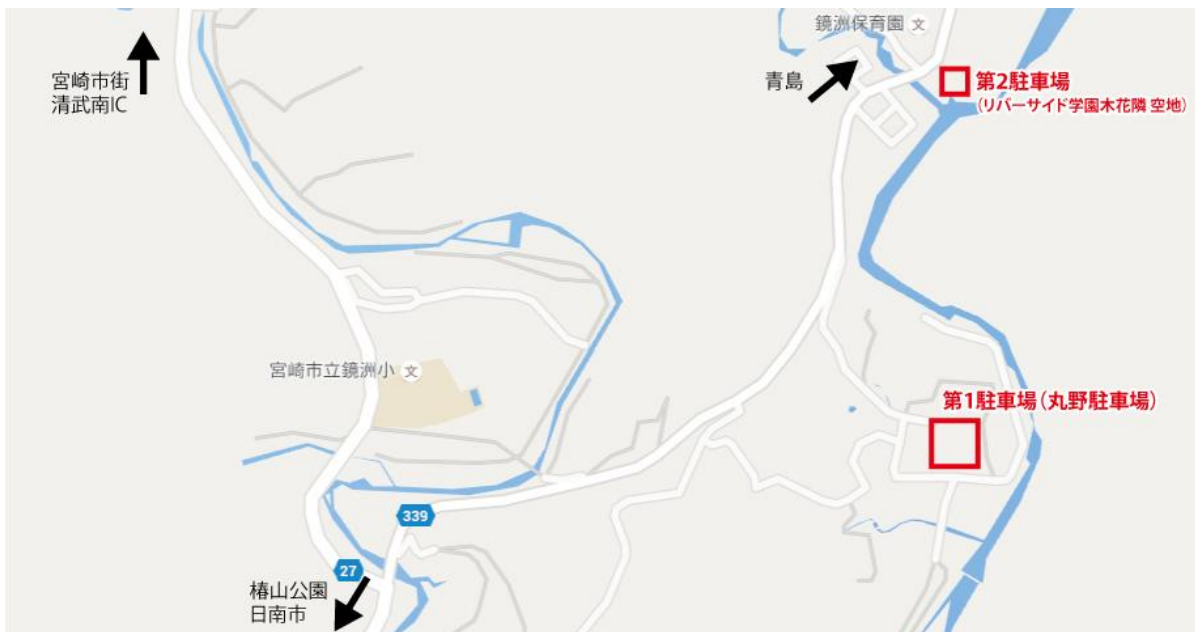 鏡洲保育園 文
宮崎市街
清武南IC
青島
第2駐車場
(リバーサイド学園木花隣 空地)
宮崎市立鏡洲小 文
第1駐車場(丸野駐車場)
339
27
椿山公園
日南市